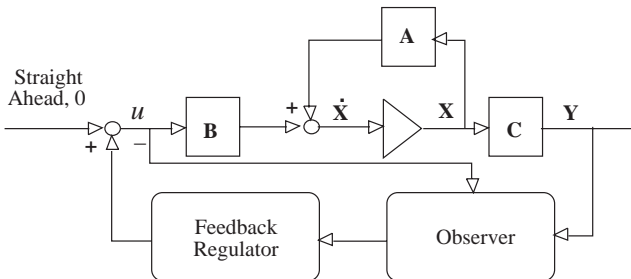 A
Straight
Ahead, 0
u
+
Ẋ
X
Y
B
C
+
−
Feedback
Regulator
Observer